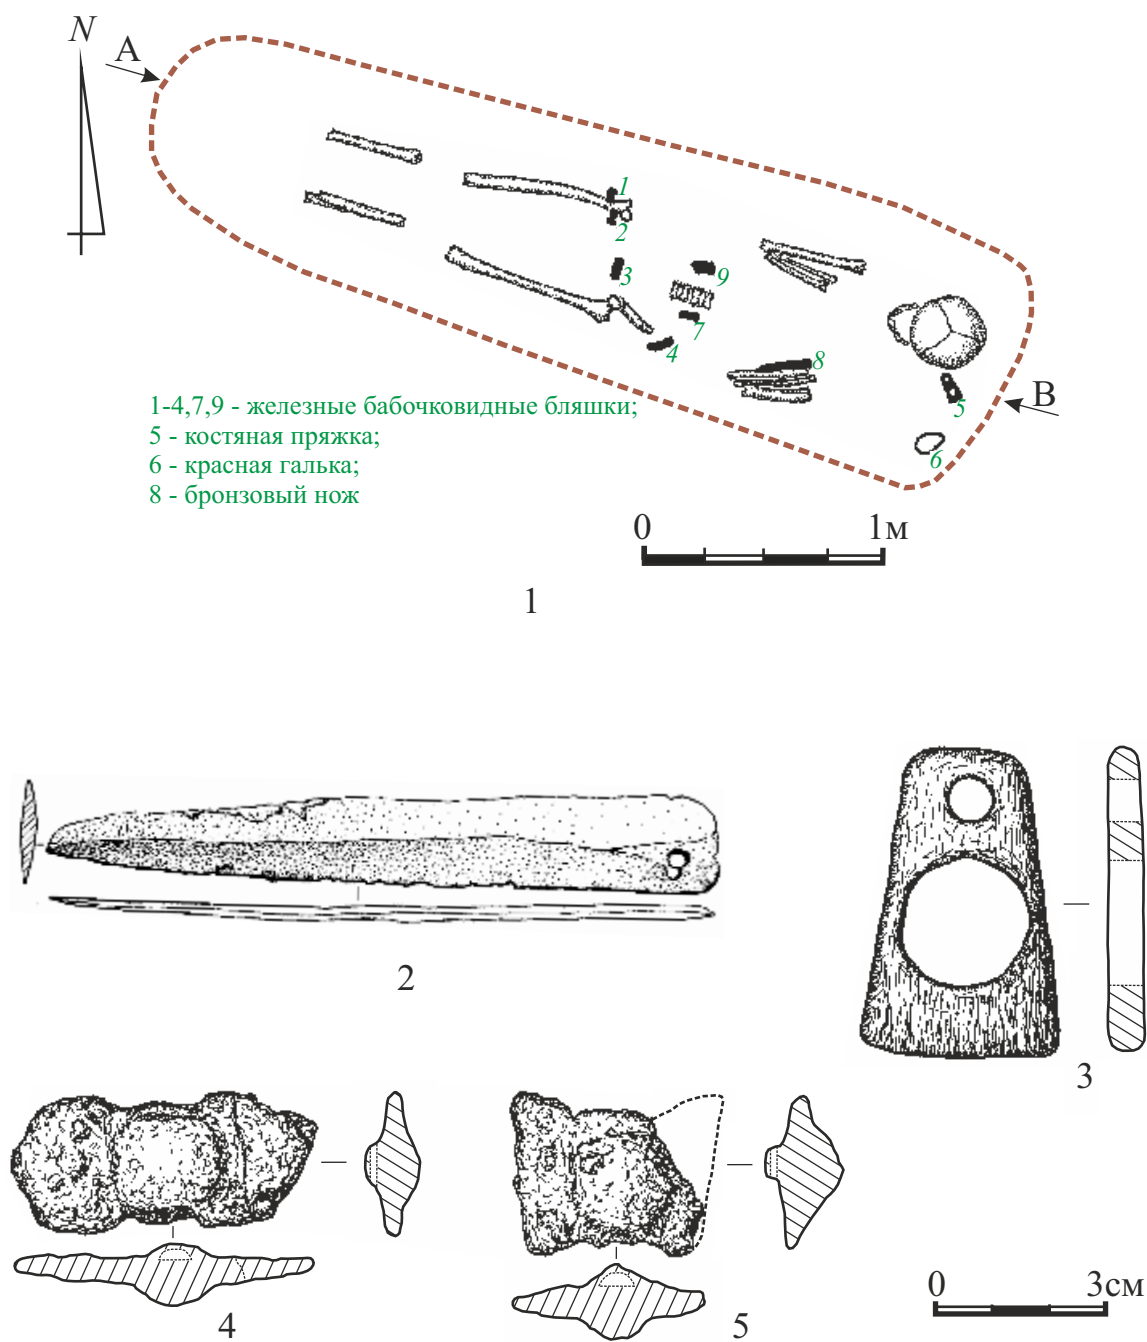 N
A
1
2
3
9
7
4
8
5
6
B
1-4,7,9 - железные бабочковидные бляшки;
5 - костяная пряжка;
6 - красная галька;
8 - бронзовый нож
0 1м
1
2
3
4
5
0 3см